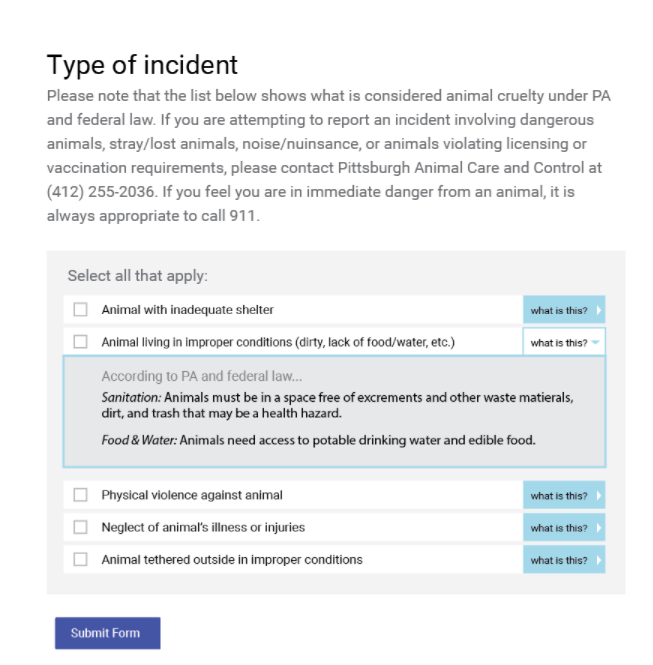 Type of incident
Please note that the list below shows what is considered animal cruelty under PA
and federal law. If you are attempting to report an incident involving dangerous
animals, stray/lost animals, noise/nuinsance, or animals violating licensing or
vaccination requirements, please contact Pittsburgh Animal Care and Control at
(412) 255-2036. If you feel you are in immediate danger from an animal, it is
always appropriate to call 911.
Select all that apply:
Animal with inadequate shelter what is this?
Animal living in improper conditions (dirty, lack of food/water, etc.) what is this?
According to PA and federal law...
Sanitation: Animals must be in a space free of excrements and other waste matierals,
dirt, and trash that may be a health hazard.
Food & Water: Animals need access to potable drinking water and edible food.
Physical violence against animal what is this?
Neglect of animal's illness or injuries what is this?
Animal tethered outside in improper conditions what is this?
Submit Form